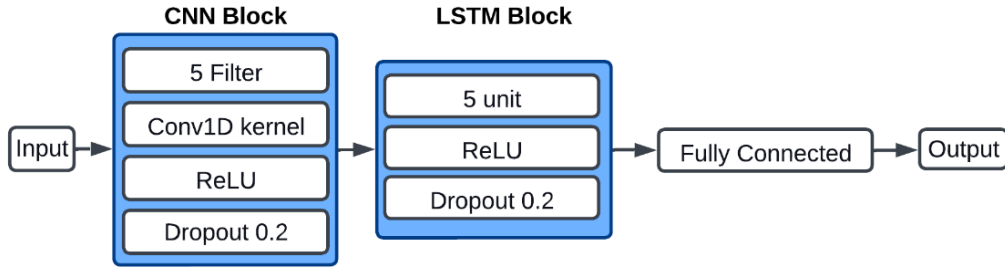 CNN Block
LSTM Block
Input
5 Filter
Conv1D kernel
ReLU
Dropout 0.2
5 unit
ReLU
Dropout 0.2
Fully Connected
Output